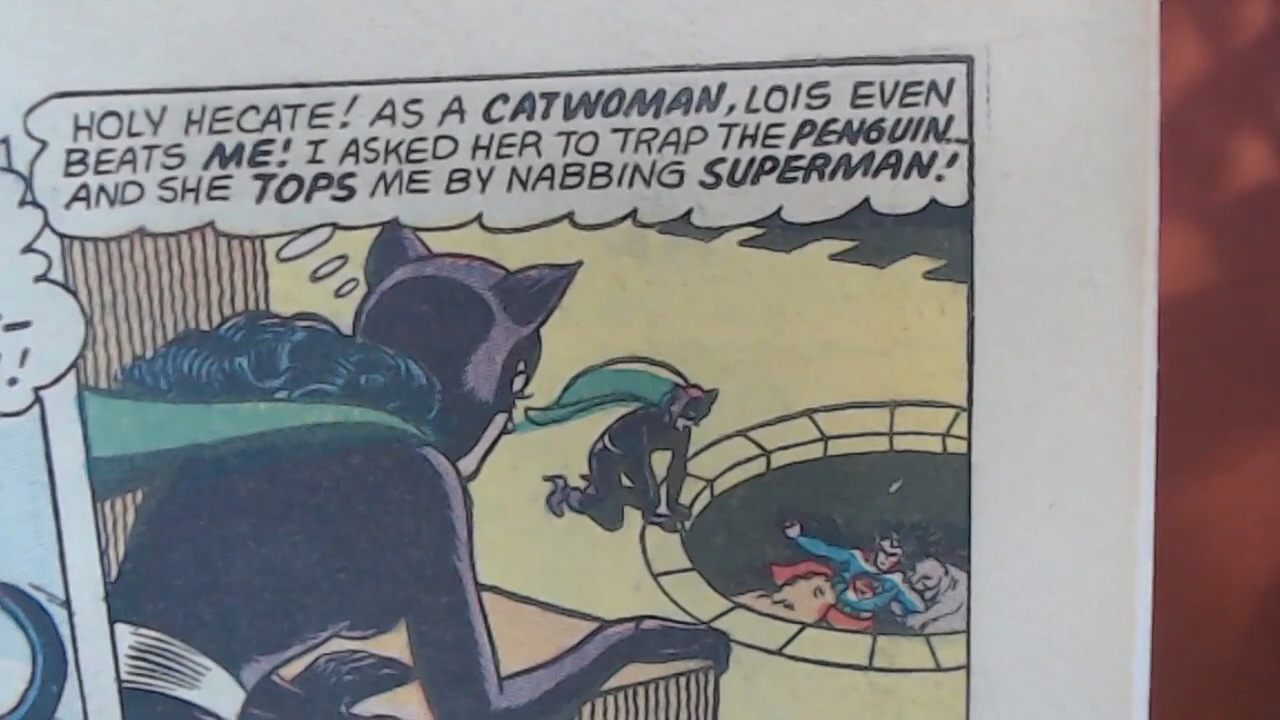 HOLY HECATE! AS A CATWOMAN, LOIS EVEN
BEATS ME! I ASKED HER TO TRAP THE PENGUIN...
AND SHE TOPS ME BY NABBING SUPERMAN!